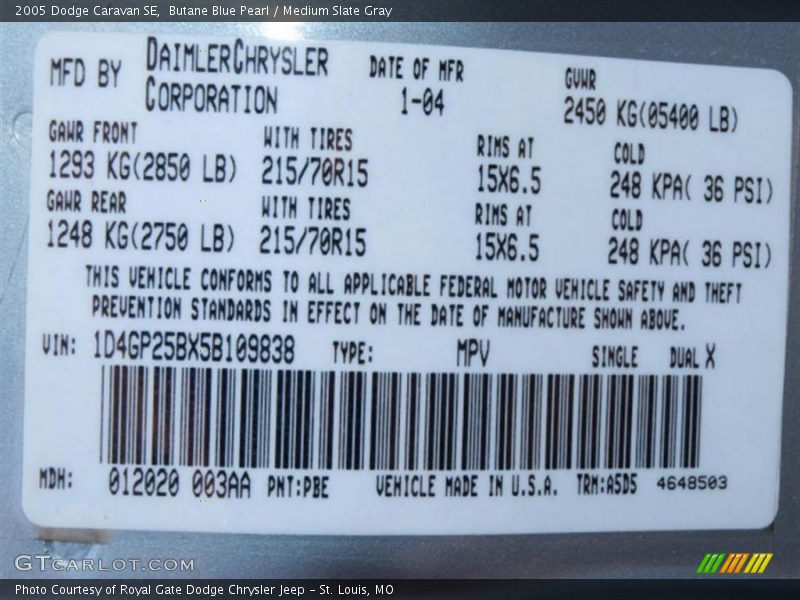 2005 Dodge Caravan SE, Butane Blue Pearl / Medium Slate Gray
MFD BY DAIMLERCHRYSLER CORPORATION DATE OF MFR 1-04 GVWR 2450 KG(05400 LB)
GAWR FRONT WITH TIRES RIMS AT COLD
1293 KG(2850 LB) 215/70R15 15X6.5 248 KPA( 36 PSI)
GAWR REAR WITH TIRES RIMS AT COLD
1248 KG(2750 LB) 215/70R15 15X6.5 248 KPA( 36 PSI)
THIS VEHICLE CONFORMS TO ALL APPLICABLE FEDERAL MOTOR VEHICLE SAFETY AND THEFT
PREVENTION STANDARDS IN EFFECT ON THE DATE OF MANUFACTURE SHOWN ABOVE.
VIN: 1D4GP25BX5B109838 TYPE: MPV SINGLE DUAL X
MDH: 012020 003AA PNT:PBE VEHICLE MADE IN U.S.A. TRM:A5D5 4648503
GTCARLOT.COM
Photo Courtesy of Royal Gate Dodge Chrysler Jeep – St. Louis, MO